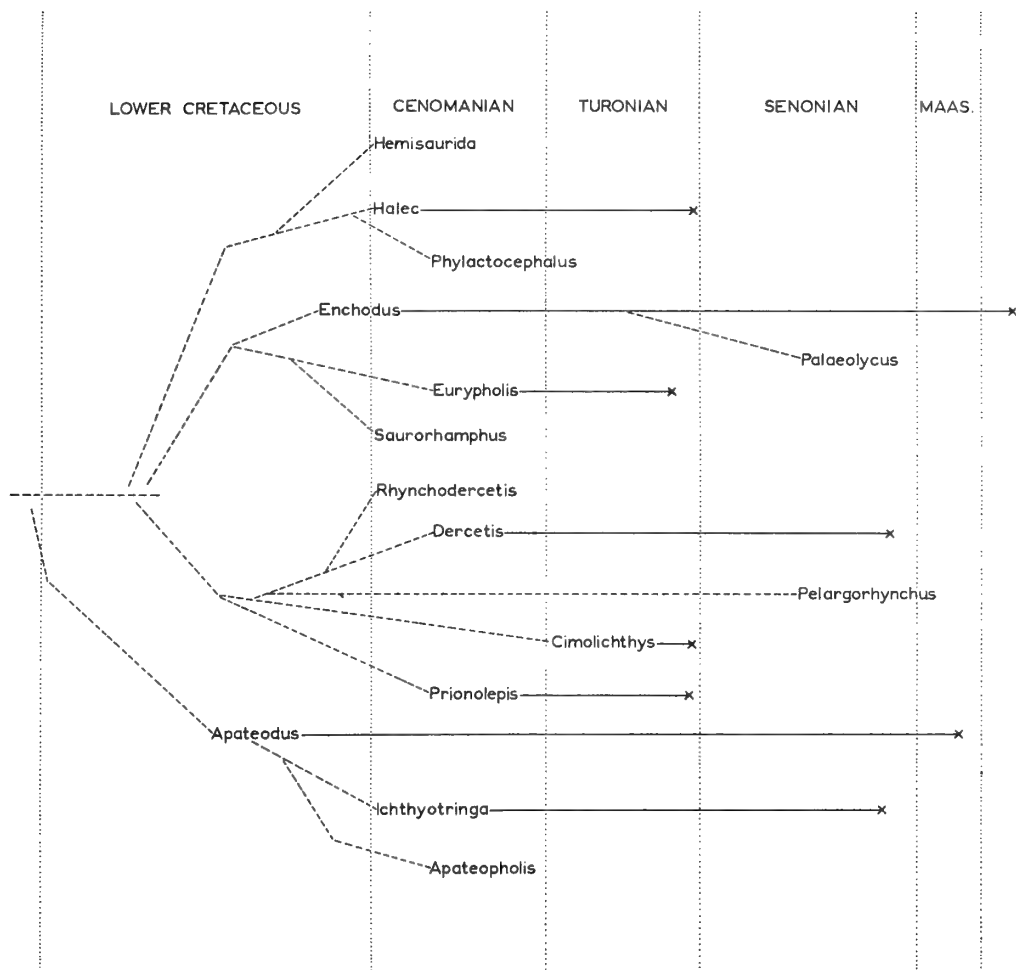 LOWER CRETACEOUS CENOMANIAN TURONIAN SENONIAN MAAS.
Hemisaurida
Halec
Phylactocephalus
Enchodus
Palaeolycus
Eurypholis
Saurorhamphus
Rhynchodercetis
Dercetis
Pelargorhynchus
Cimolichthys
Prionolepis
Apateodus
Ichthyotringa
Apateopholis